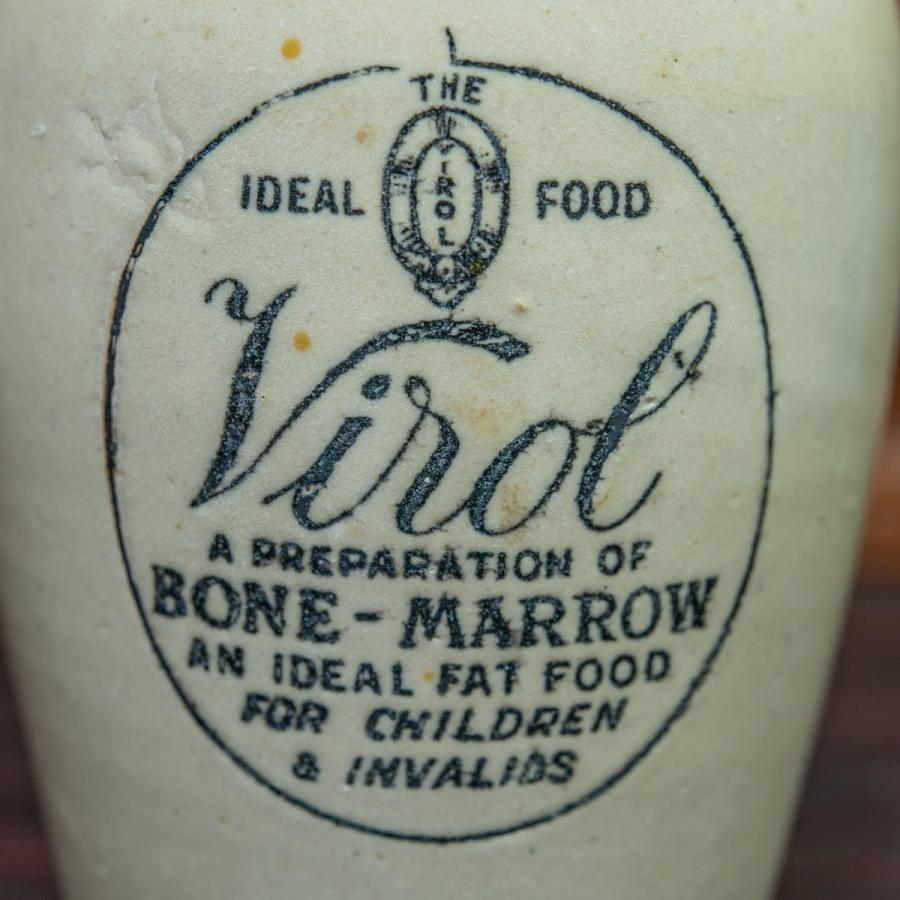 THE
IDEAL VIROL FOOD
Virol
A PREPARATION OF
BONE-MARROW
AN IDEAL FAT FOOD
FOR CHILDREN
& INVALIDS